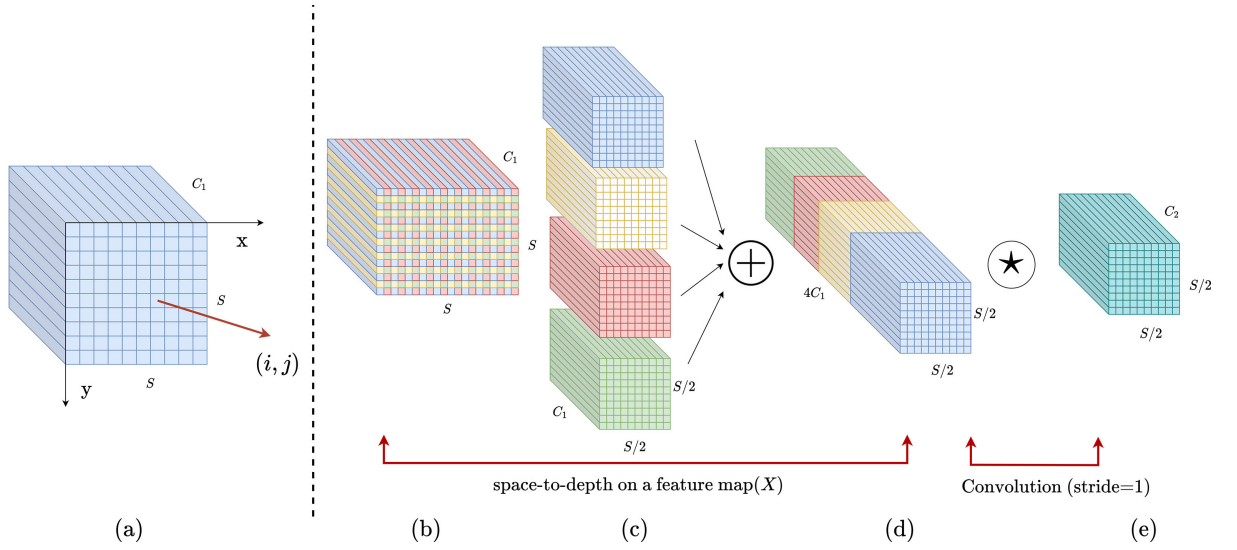 C₁
x
S
(i, j)
S
y
(a)
C₁
S
S
(b)
C₁
S/2
S/2
(c)
4C₁
S/2
S/2
(d)
C₂
S/2
S/2
(e)
space-to-depth on a feature map(X)
Convolution (stride=1)